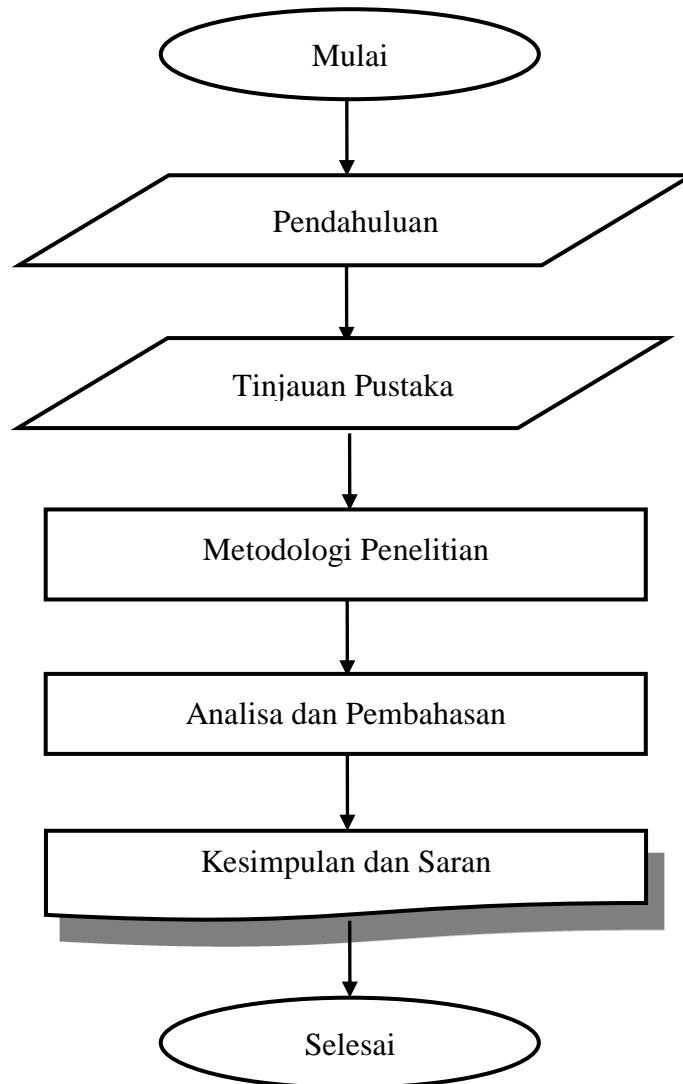 Mulai
Pendahuluan
Tinjauan Pustaka
Metodologi Penelitian
Analisa dan Pembahasan
Kesimpulan dan Saran
Selesai